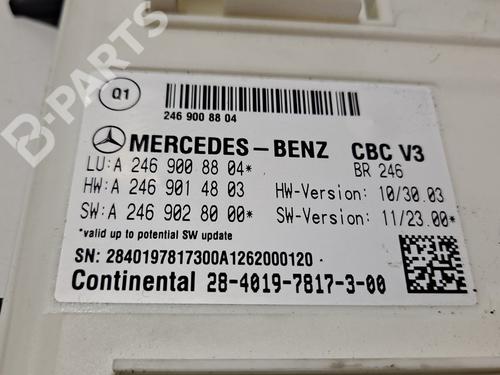 B-PARTS
Q1
246 900 88 04
MERCEDES-BENZ CBC V3
LU:A 246 900 88 04* BR 246
HW:A 246 901 48 03 HW-Version: 10/30.03
SW:A 246 902 80 00* SW-Version: 11/23.00*
*valid up to potential SW update
SN: 2840197817300A1262000120
Continental 28-4019-7817-3-00